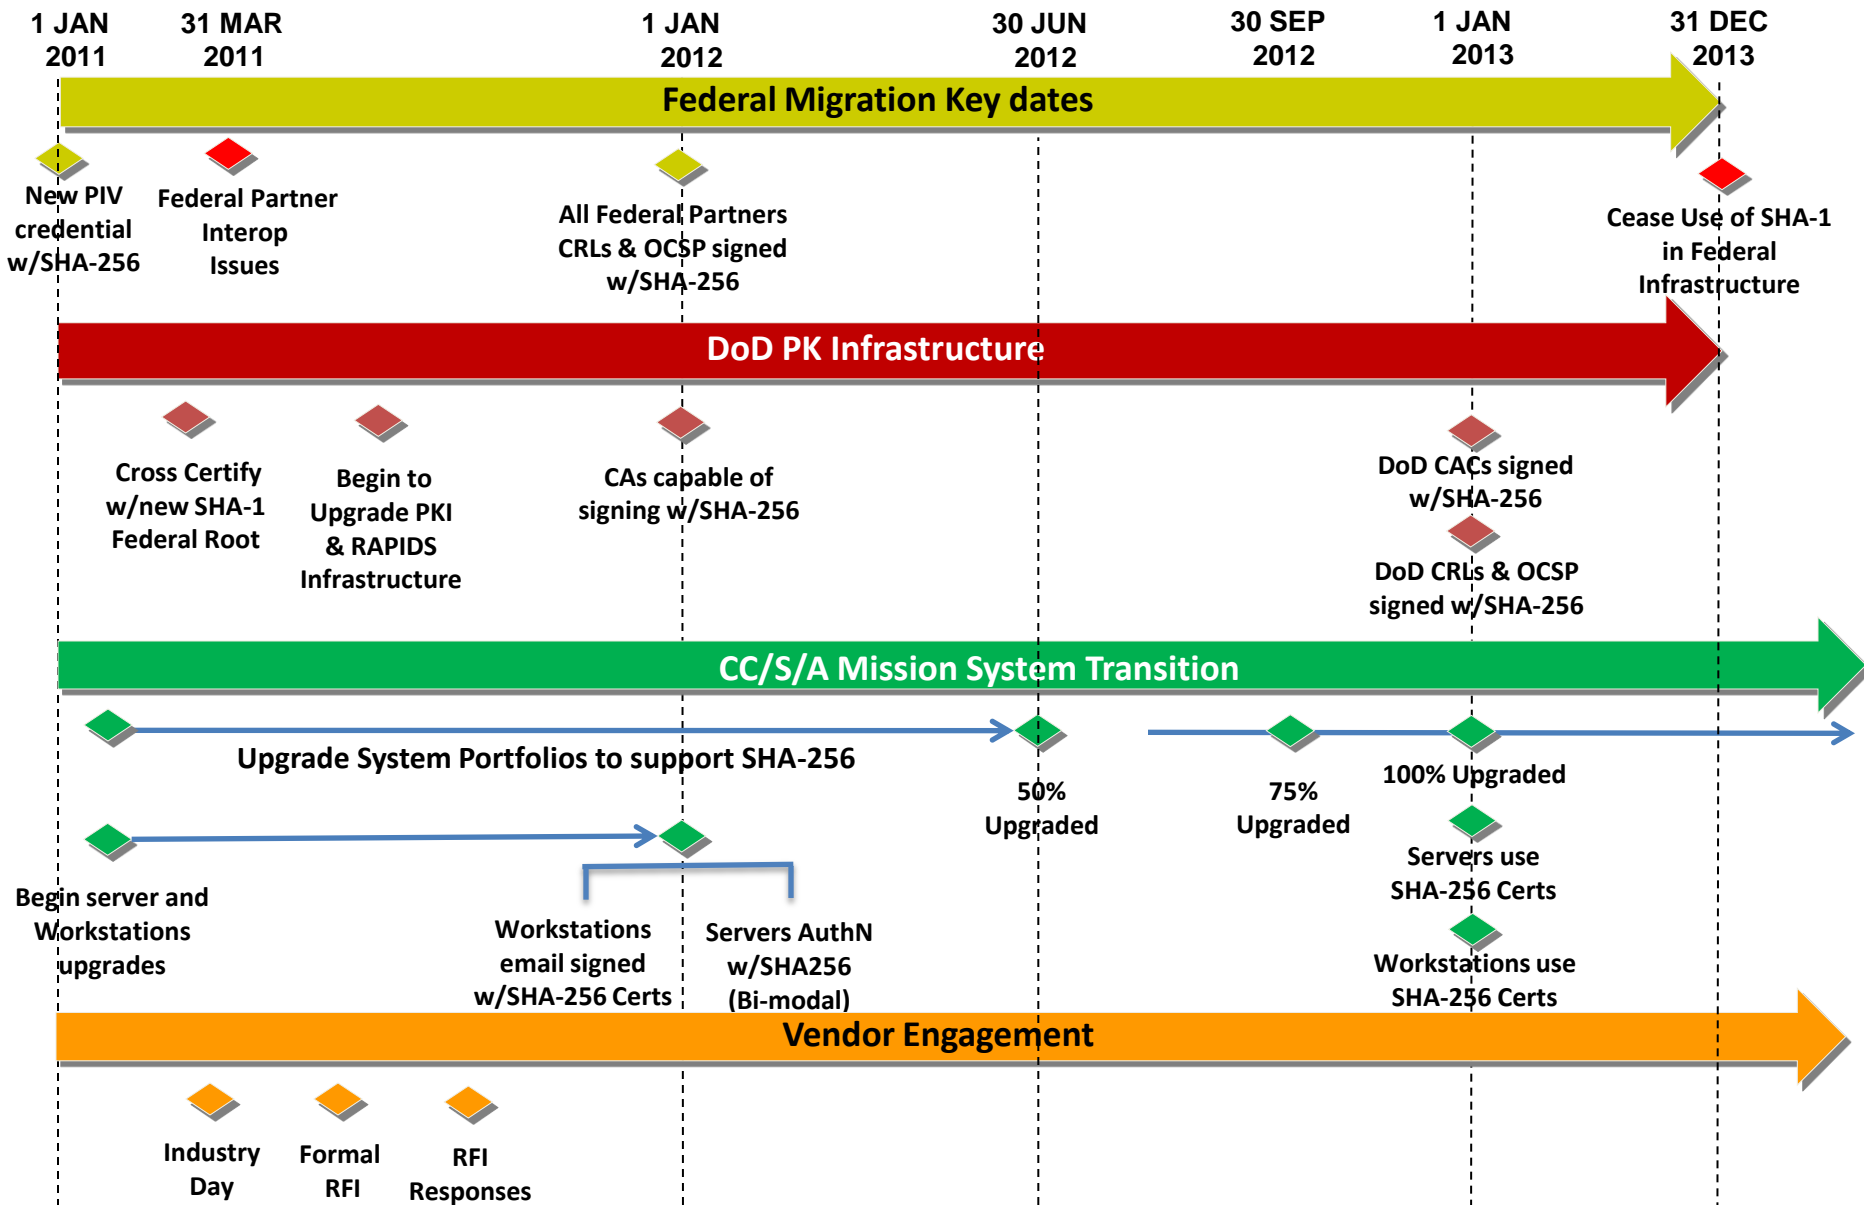 1 JAN
2011
31 MAR
2011
1 JAN
2012
30 JUN
2012
30 SEP
2012
1 JAN
2013
31 DEC
2013
Federal Migration Key dates
New PIV
credential
w/SHA-256
Federal Partner
Interop
Issues
All Federal Partners
CRLs & OCSP signed
w/SHA-256
Cease Use of SHA-1
in Federal
Infrastructure
DoD PK Infrastructure
Cross Certify
w/new SHA-1
Federal Root
Begin to
Upgrade PKI
& RAPIDS
Infrastructure
CAs capable of
signing w/SHA-256
DoD CACs signed
w/SHA-256
DoD CRLs & OCSP
signed w/SHA-256
CC/S/A Mission System Transition
Upgrade System Portfolios to support SHA-256
50%
Upgraded
75%
Upgraded
100% Upgraded
Begin server and
Workstations
upgrades
Workstations
email signed
w/SHA-256 Certs
Servers AuthN
w/SHA256
(Bi-modal)
Servers use
SHA-256 Certs
Workstations use
SHA-256 Certs
Vendor Engagement
Industry
Day
Formal
RFI
RFI
Responses